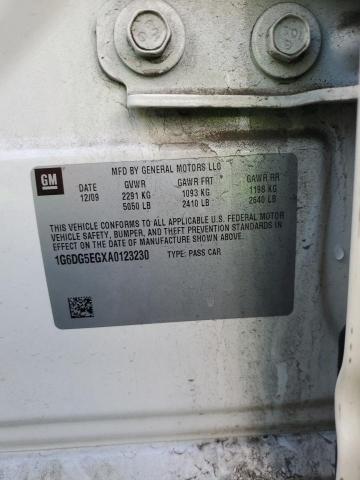 GM
MFD BY GENERAL MOTORS LLC
DATE GVWR GAWR FRT GAWR RR
12/09 2291 KG 1093 KG 1198 KG
5050 LB 2410 LB 2640 LB
THIS VEHICLE CONFORMS TO ALL APPLICABLE U.S. FEDERAL MOTOR
VEHICLE SAFETY, BUMPER, AND THEFT PREVENTION STANDARDS IN
EFFECT ON THE DATE OF MANUFACTURE SHOWN ABOVE.
1G6DG5EGXA0123230 TYPE: PASS CAR